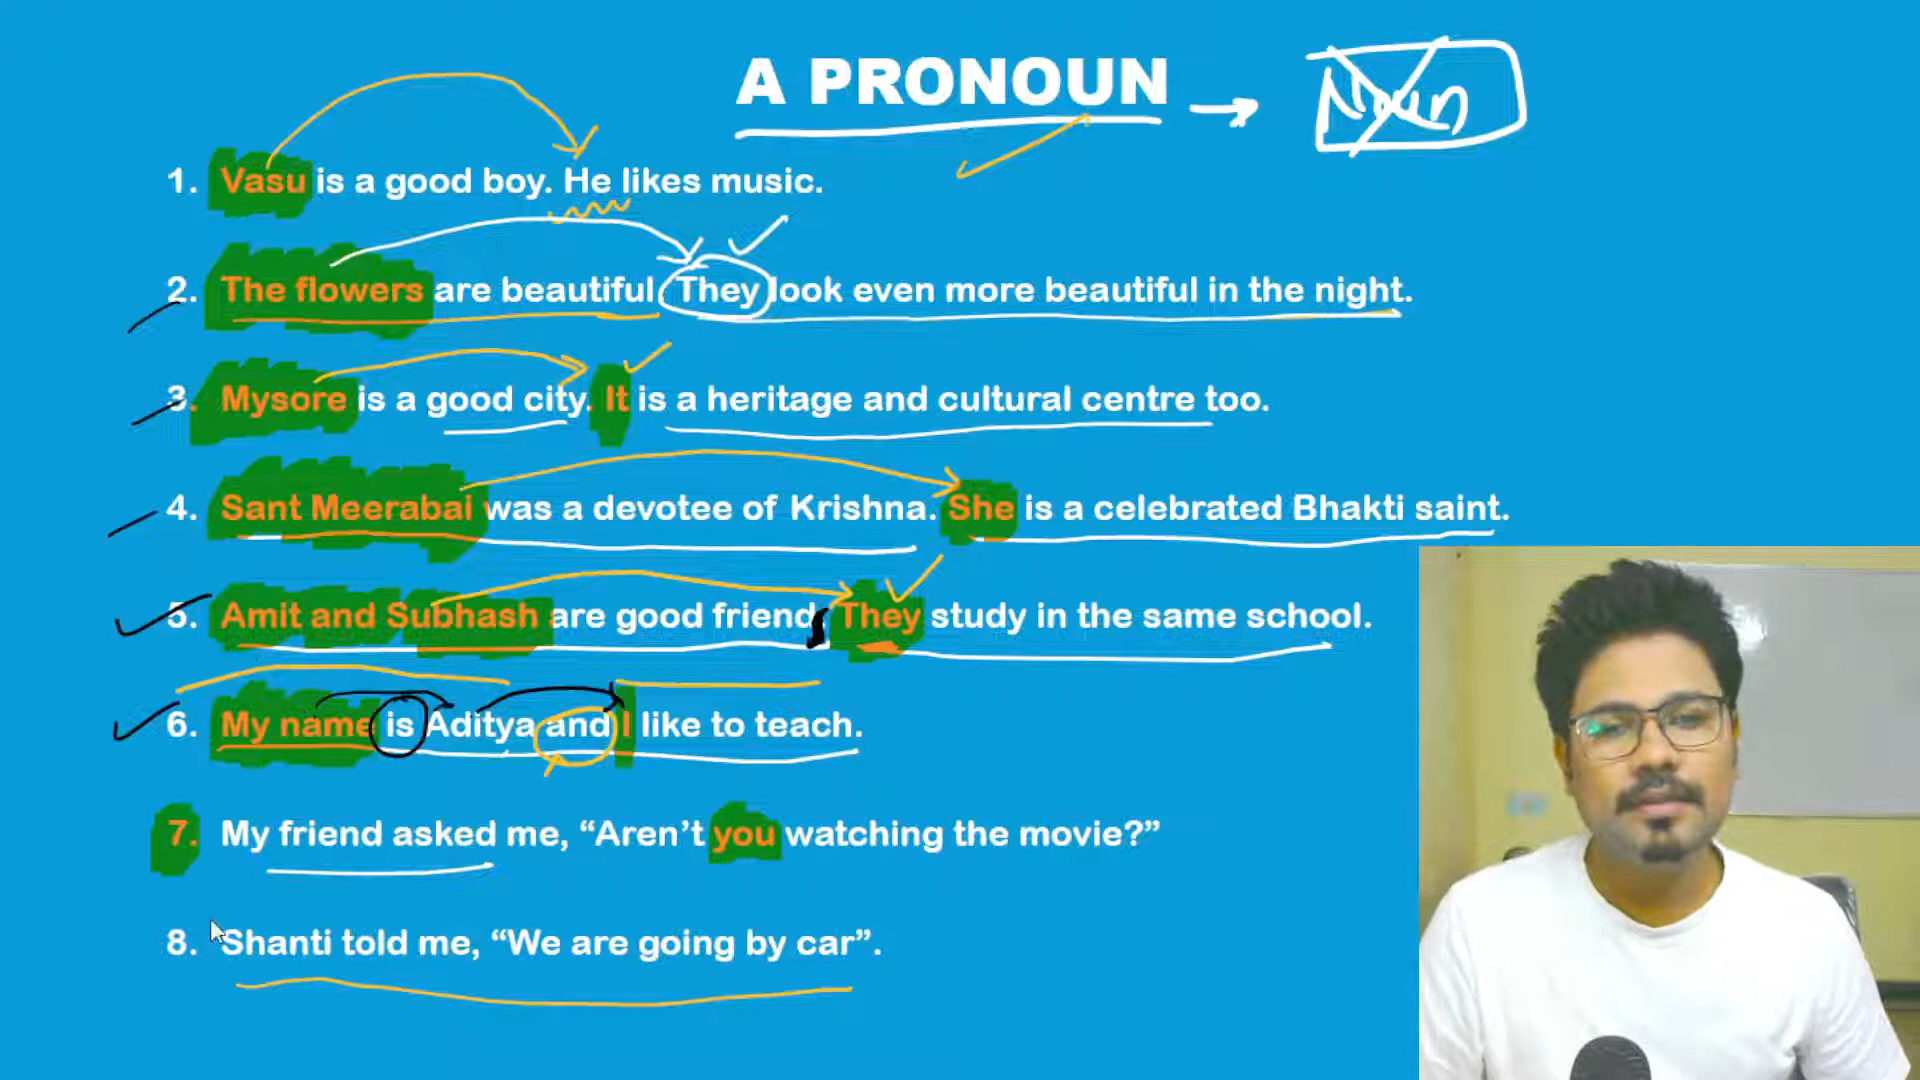 A PRONOUN → Noun
1. Vasu is a good boy. He likes music.
2. The flowers are beautiful. They look even more beautiful in the night.
3. Mysore is a good city. It is a heritage and cultural centre too.
4. Sant Meerabai was a devotee of Krishna. She is a celebrated Bhakti saint.
5. Amit and Subhash are good friend. They study in the same school.
6. My name is Aditya and I like to teach.
7. My friend asked me, “Aren’t you watching the movie?”
8. Shanti told me, “We are going by car”.